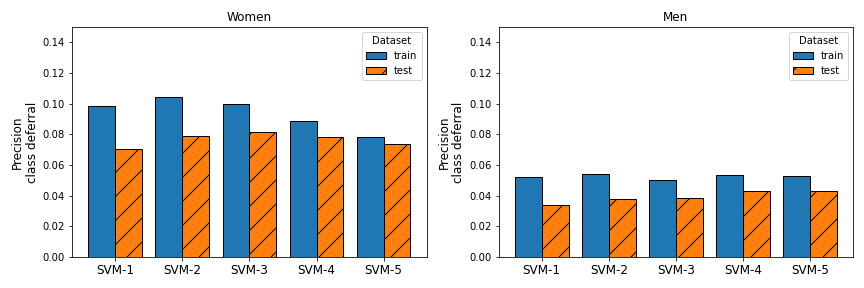 Women
Precision
class deferral
0.14
0.12
0.10
0.08
0.06
0.04
0.02
0.00
Dataset
train
test
SVM-1 SVM-2 SVM-3 SVM-4 SVM-5
Men
Precision
class deferral
0.14
0.12
0.10
0.08
0.06
0.04
0.02
0.00
Dataset
train
test
SVM-1 SVM-2 SVM-3 SVM-4 SVM-5